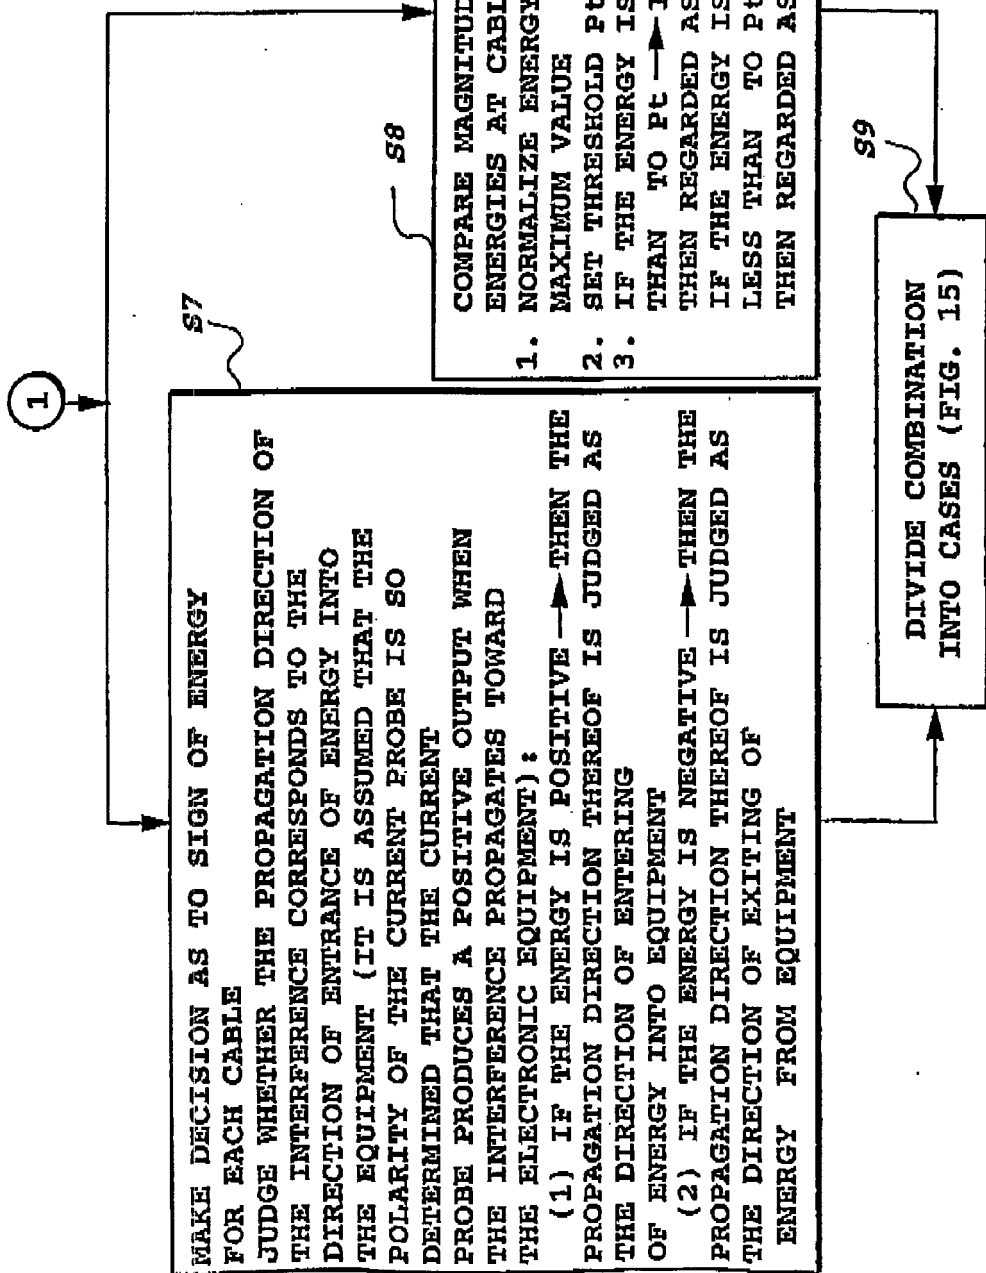 1
S7
MAKE DECISION AS TO SIGN OF ENERGY
FOR EACH CABLE
JUDGE WHETHER THE PROPAGATION DIRECTION OF
THE INTERFERENCE CORRESPONDS TO THE
DIRECTION OF ENTRANCE OF ENERGY INTO
THE EQUIPMENT (IT IS ASSUMED THAT THE
POLARITY OF THE CURRENT PROBE IS SO
DETERMINED THAT THE CURRENT
PROBE PRODUCES A POSITIVE OUTPUT WHEN
THE INTERFERENCE PROPAGATES TOWARD
THE ELECTRONIC EQUIPMENT):
(1) IF THE ENERGY IS POSITIVE → THEN THE
PROPAGATION DIRECTION THEREOF IS JUDGED AS
THE DIRECTION OF ENTERING
OF ENERGY INTO EQUIPMENT
(2) IF THE ENERGY IS NEGATIVE → THEN THE
PROPAGATION DIRECTION THEREOF IS JUDGED AS
THE DIRECTION OF EXITING OF
ENERGY FROM EQUIPMENT
S8
COMPARE MAGNITUD
ENERGIES AT CABL
1. NORMALIZE ENERGY
MAXIMUM VALUE
2. SET THRESHOLD Pt
3. IF THE ENERGY IS
THAN TO Pt →
THEN REGARDED AS
IF THE ENERGY IS
LESS THAN TO Pt
THEN REGARDED AS
S9
DIVIDE COMBINATION
INTO CASES (FIG. 15)